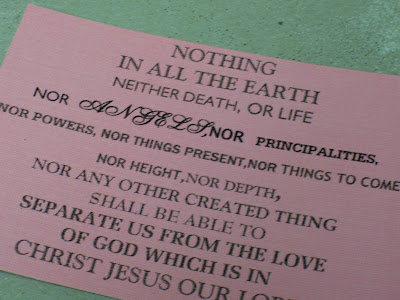 NOTHING
IN ALL THE EARTH
NEITHER DEATH, OR LIFE
NOR ANGELS, NOR PRINCIPALITIES,
NOR POWERS, NOR THINGS PRESENT, NOR THINGS TO COME
NOR HEIGHT, NOR DEPTH,
NOR ANY OTHER CREATED THING
SHALL BE ABLE TO
SEPARATE US FROM THE LOVE
OF GOD WHICH IS IN
CHRIST JESUS OUR